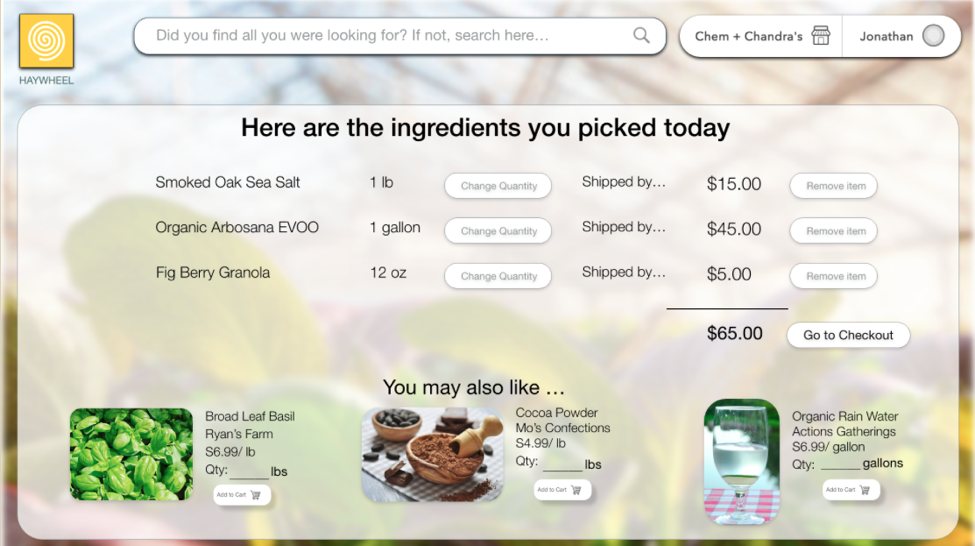 Did you find all you were looking for? If not, search here...
Chem + Chandra's
Jonathan
HAYWHEEL
Here are the ingredients you picked today
Smoked Oak Sea Salt 1 lb Change Quantity Shipped by... $15.00 Remove item
Organic Arbosana EVOO 1 gallon Change Quantity Shipped by... $45.00 Remove item
Fig Berry Granola 12 oz Change Quantity Shipped by... $5.00 Remove item
$65.00 Go to Checkout
You may also like ...
Broad Leaf Basil
Ryan's Farm
S6.99/ lb
Qty: _____ lbs
Add to Cart
Cocoa Powder
Mo's Confections
S4.99/ lb
Qty: _____ lbs
Add to Cart
Organic Rain Water
Actions Gatherings
S6.99/ gallon
Qty: _____ gallons
Add to Cart